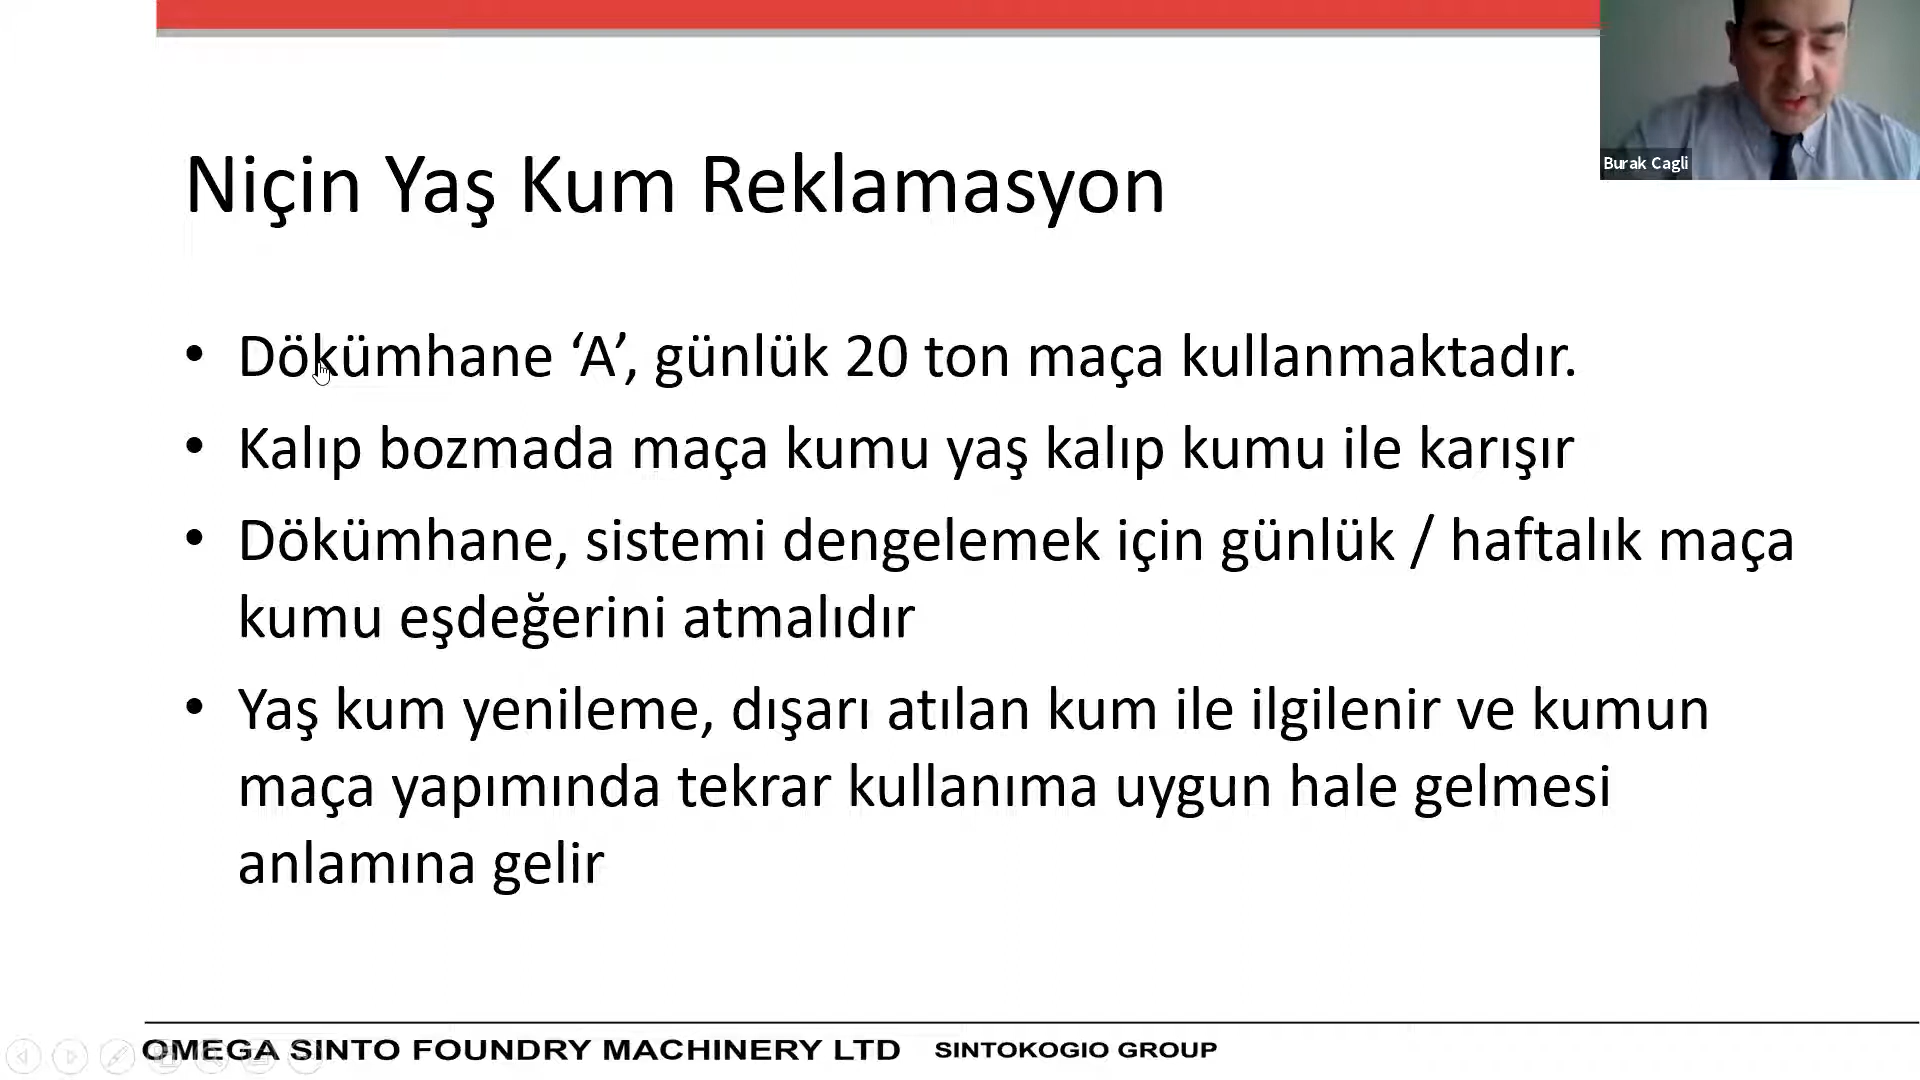 Burak Cagli
Niçin Yaş Kum Reklamasyon
• Dökümhane ‘A’, günlük 20 ton maça kullanmaktadır.
• Kalıp bozmada maça kumu yaş kalıp kumu ile karışır
• Dökümhane, sistemi dengelemek için günlük / haftalık maça
kumu eşdeğerini atmalıdır
• Yaş kum yenileme, dışarı atılan kum ile ilgilenir ve kumun
maça yapımında tekrar kullanıma uygun hale gelmesi
anlamına gelir
OMEGA SINTO FOUNDRY MACHINERY LTD SINTOKOGIO GROUP